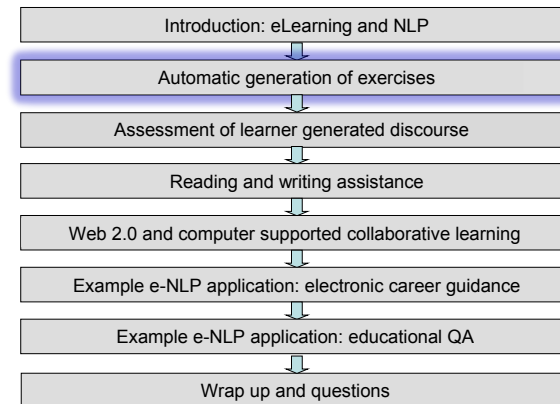 Introduction: eLearning and NLP
Automatic generation of exercises
Assessment of learner generated discourse
Reading and writing assistance
Web 2.0 and computer supported collaborative learning
Example e-NLP application: electronic career guidance
Example e-NLP application: educational QA
Wrap up and questions